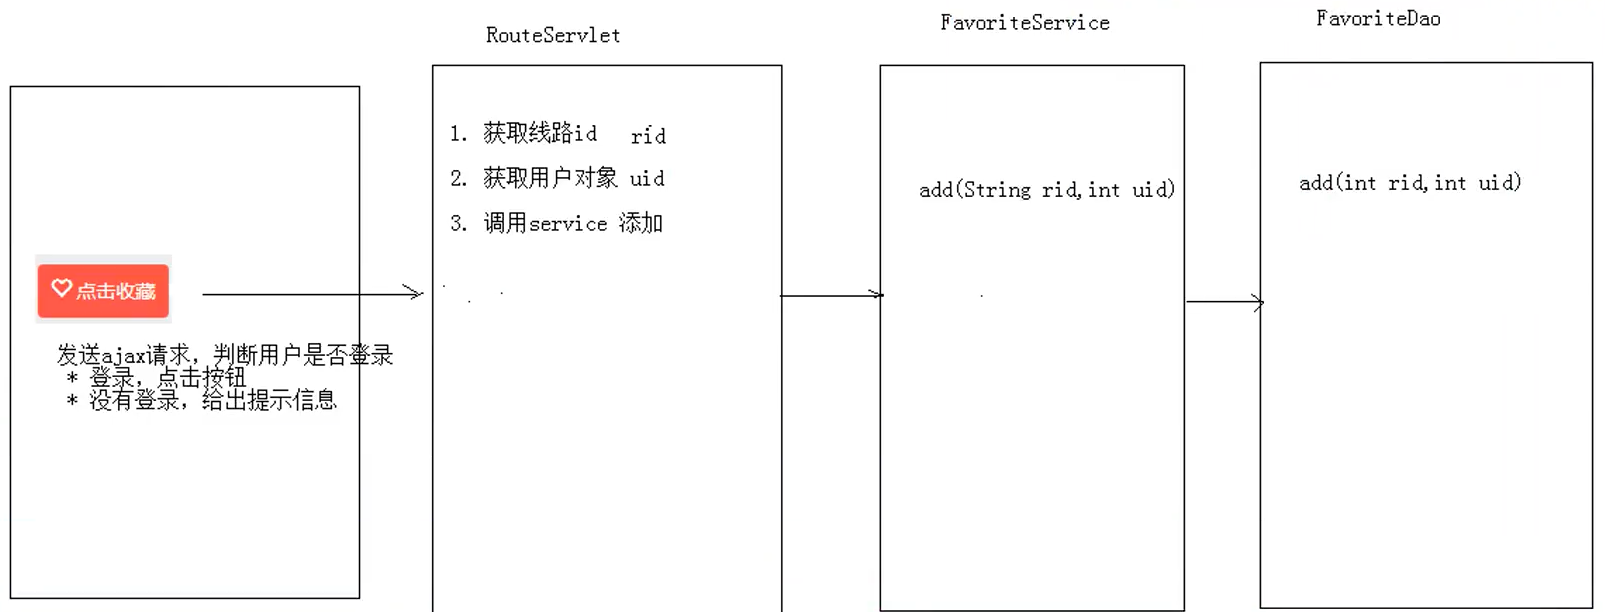 RouteServlet
FavoriteService
FavoriteDao
点击收藏
发送ajax请求，判断用户是否登录
* 登录，点击按钮
* 没有登录，给出提示信息
1. 获取线路id rid
2. 获取用户对象 uid
3. 调用service 添加
add(String rid,int uid)
add(int rid,int uid)